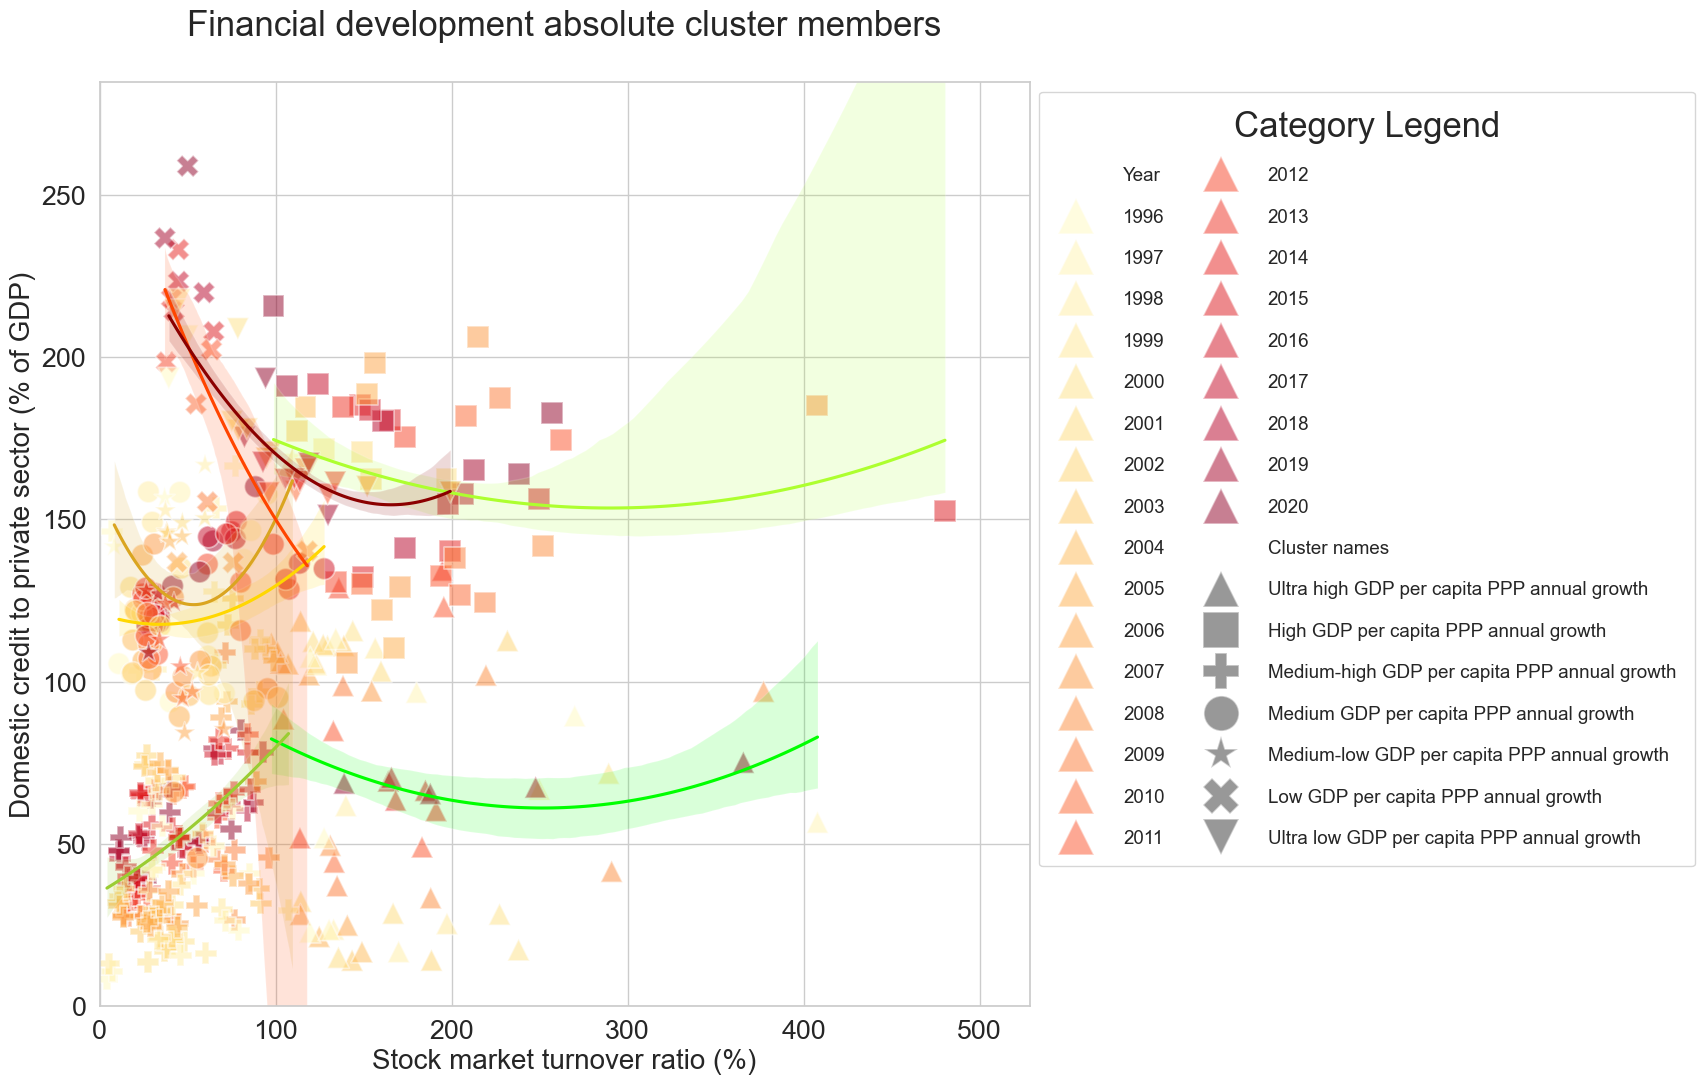 Financial development absolute cluster members
Domestic credit to private sector (% of GDP)
250
200
150
100
50
0
0
100
200
300
400
500
Stock market turnover ratio (%)
Category Legend
Year
1996
1997
1998
1999
2000
2001
2002
2003
2004
2005
2006
2007
2008
2009
2010
2011
2012
2013
2014
2015
2016
2017
2018
2019
2020
Cluster names
Ultra high GDP per capita PPP annual growth
High GDP per capita PPP annual growth
Medium-high GDP per capita PPP annual growth
Medium GDP per capita PPP annual growth
Medium-low GDP per capita PPP annual growth
Low GDP per capita PPP annual growth
Ultra low GDP per capita PPP annual growth